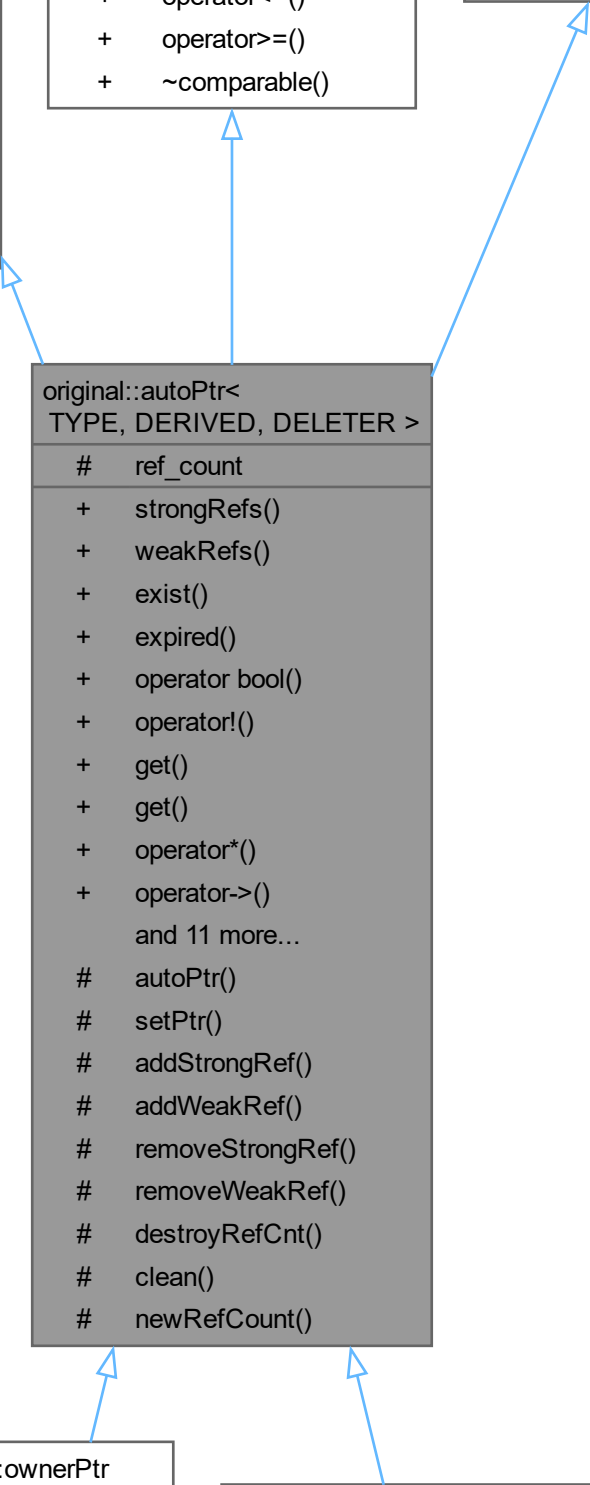 + operator>=()
+ ~comparable()
original::autoPtr<
TYPE, DERIVED, DELETER >
# ref_count
+ strongRefs()
+ weakRefs()
+ exist()
+ expired()
+ operator bool()
+ operator!()
+ get()
+ get()
+ operator*()
+ operator->()
and 11 more...
# autoPtr()
# setPtr()
# addStrongRef()
# addWeakRef()
# removeStrongRef()
# removeWeakRef()
# destroyRefCnt()
# clean()
# newRefCount()
:ownerPtr